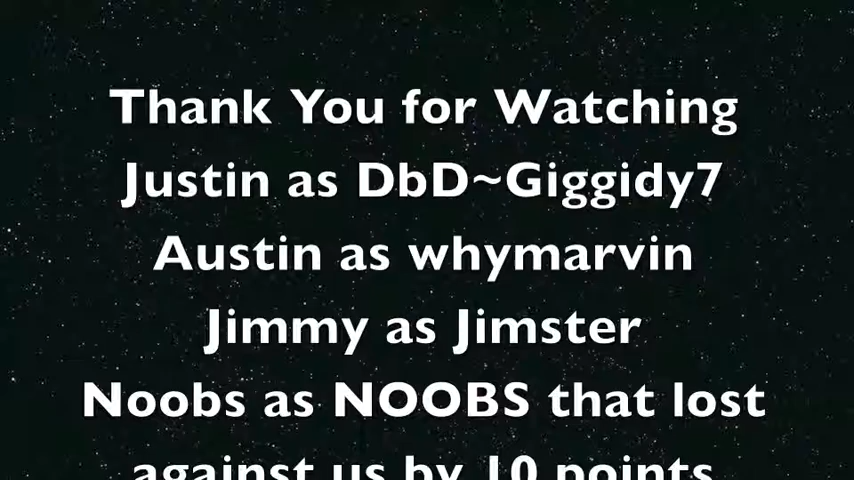 Thank You for Watching
Justin as DbD~Giggidy7
Austin as whymarvin
Jimmy as Jimster
Noobs as NOOBS that lost
against us by 10 points